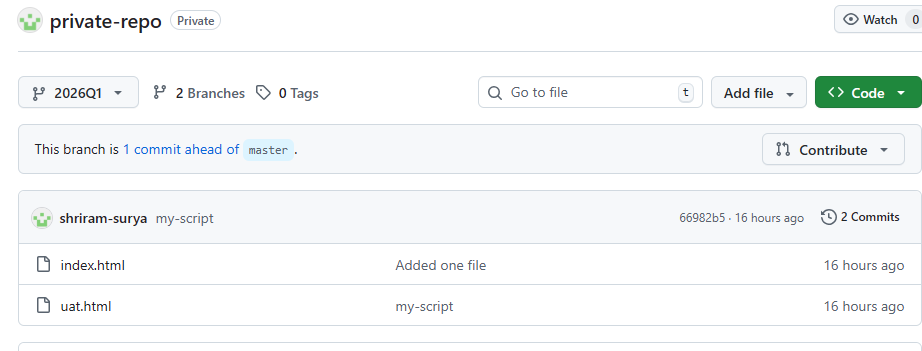 private-repo Private Watch 0
2026Q1 2 Branches 0 Tags Go to file t Add file Code
This branch is 1 commit ahead of master . Contribute
shriram-surya my-script 66982b5 · 16 hours ago 2 Commits
index.html Added one file 16 hours ago
uat.html my-script 16 hours ago